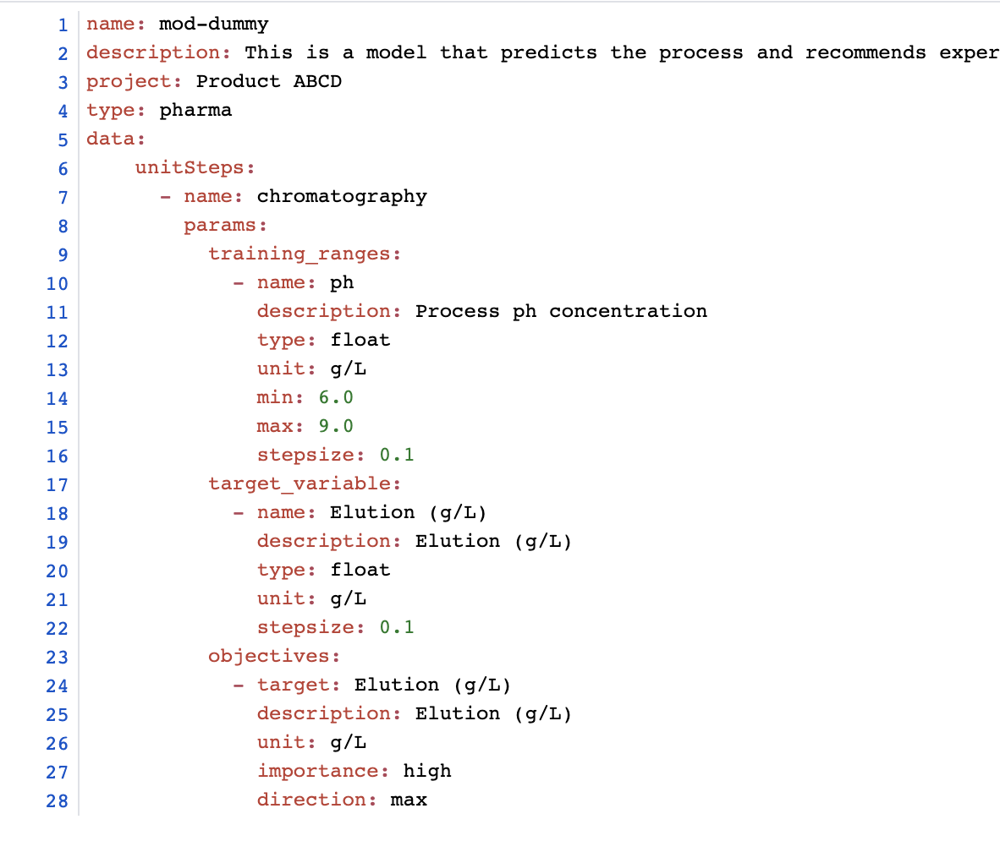 1 name: mod-dummy
2 description: This is a model that predicts the process and recommends exper
3 project: Product ABCD
4 type: pharma
5 data:
6 unitSteps:
7 - name: chromatography
8 params:
9 training_ranges:
10 - name: ph
11 description: Process ph concentration
12 type: float
13 unit: g/L
14 min: 6.0
15 max: 9.0
16 stepsize: 0.1
17 target_variable:
18 - name: Elution (g/L)
19 description: Elution (g/L)
20 type: float
21 unit: g/L
22 stepsize: 0.1
23 objectives:
24 - target: Elution (g/L)
25 description: Elution (g/L)
26 unit: g/L
27 importance: high
28 direction: max